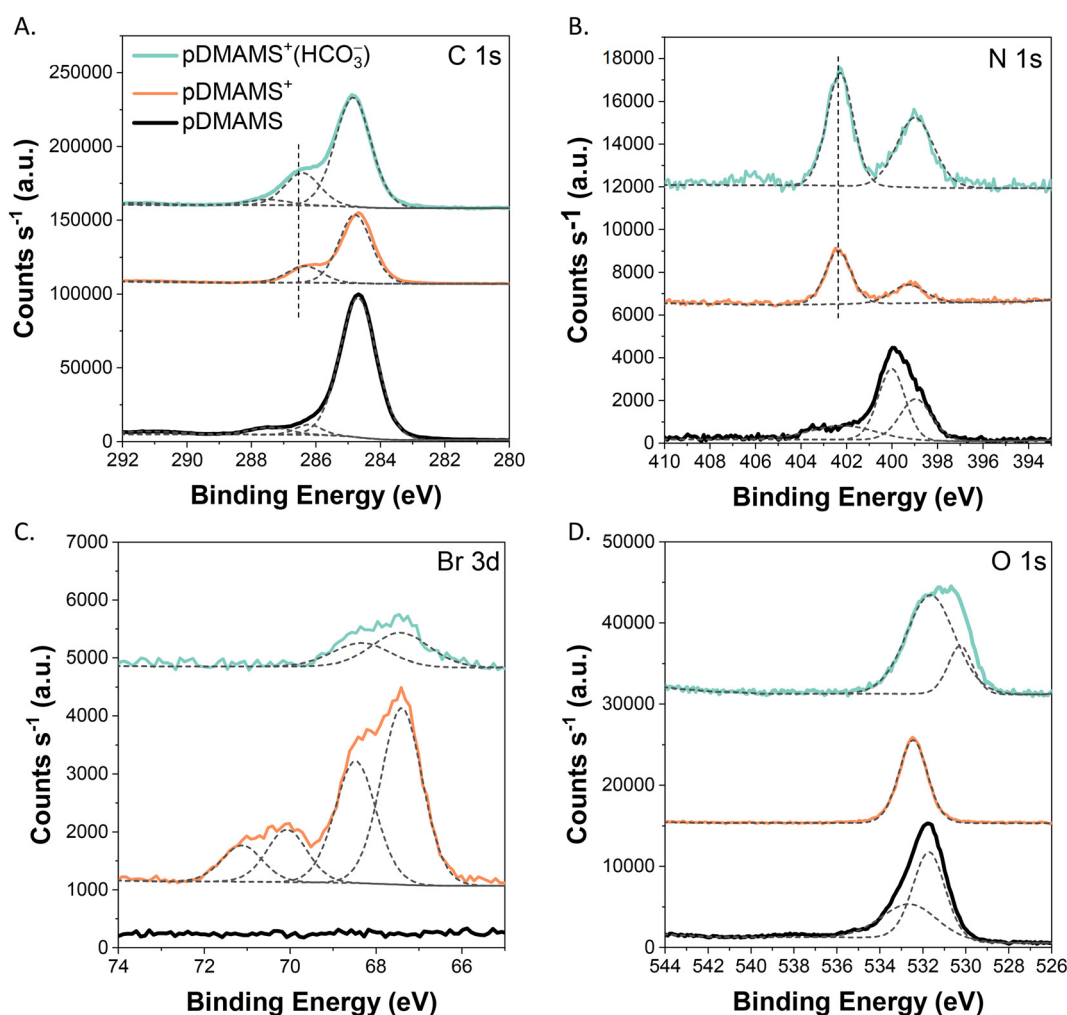 A.
C 1s
pDMAMS⁺(HCO₃⁻)
pDMAMS⁺
pDMAMS
250000
200000
150000
100000
50000
0
Counts s⁻¹ (a.u.)
292 290 288 286 284 282 280
Binding Energy (eV)
B.
N 1s
18000
16000
14000
12000
8000
6000
4000
2000
0
Counts s⁻¹ (a.u.)
410 408 406 404 402 400 398 396 394
Binding Energy (eV)
C.
Br 3d
7000
6000
5000
4000
3000
2000
1000
0
Counts s⁻¹ (a.u.)
74 72 70 68 66
Binding Energy (eV)
D.
O 1s
50000
40000
30000
20000
10000
0
Counts s⁻¹ (a.u.)
544 542 540 538 536 534 532 530 528 526
Binding Energy (eV)